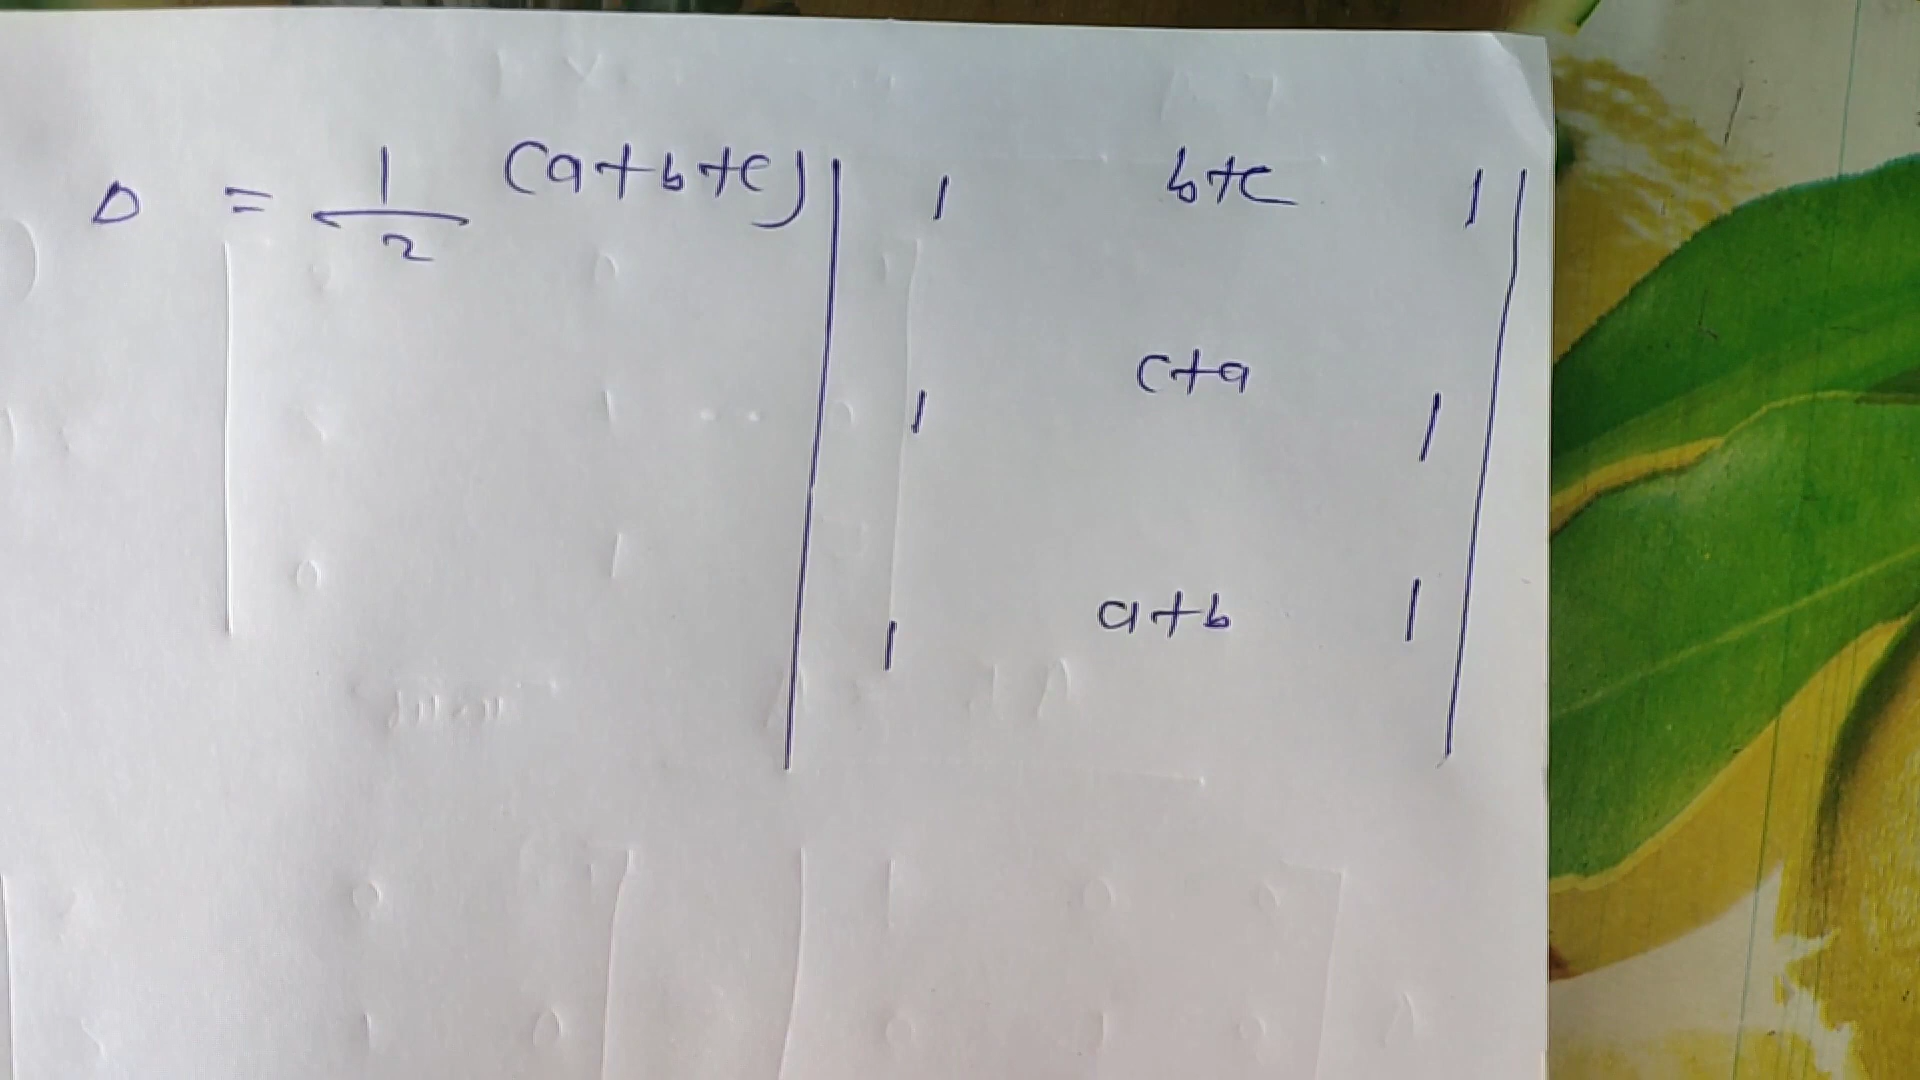 Δ = 1/2 (a+b+c) | 1 b+c 1 |
| 1 c+a 1 |
| 1 a+b 1 |